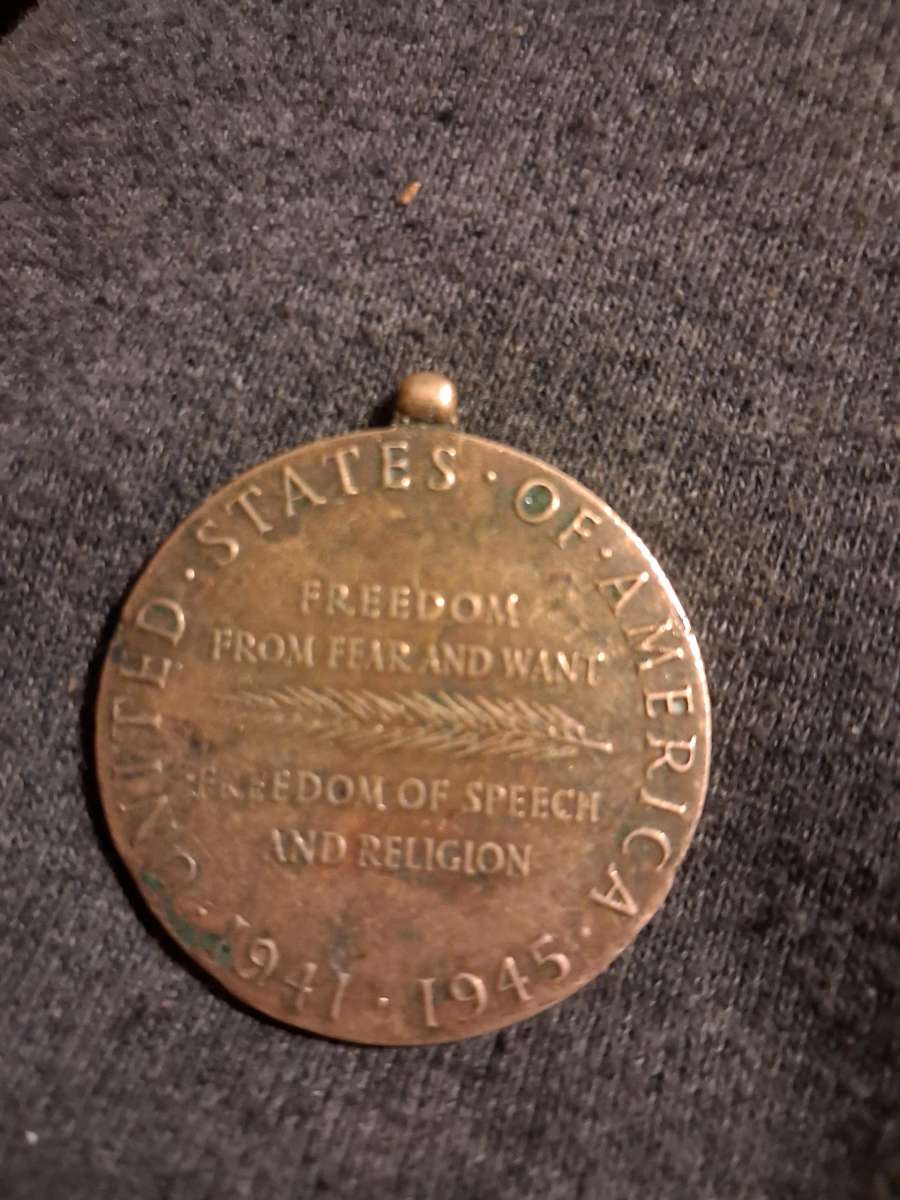 UNITED · STATES · OF · AMERICA ·
FREEDOM
FROM FEAR AND WANT
FREEDOM OF SPEECH
AND RELIGION
1941 · 1945